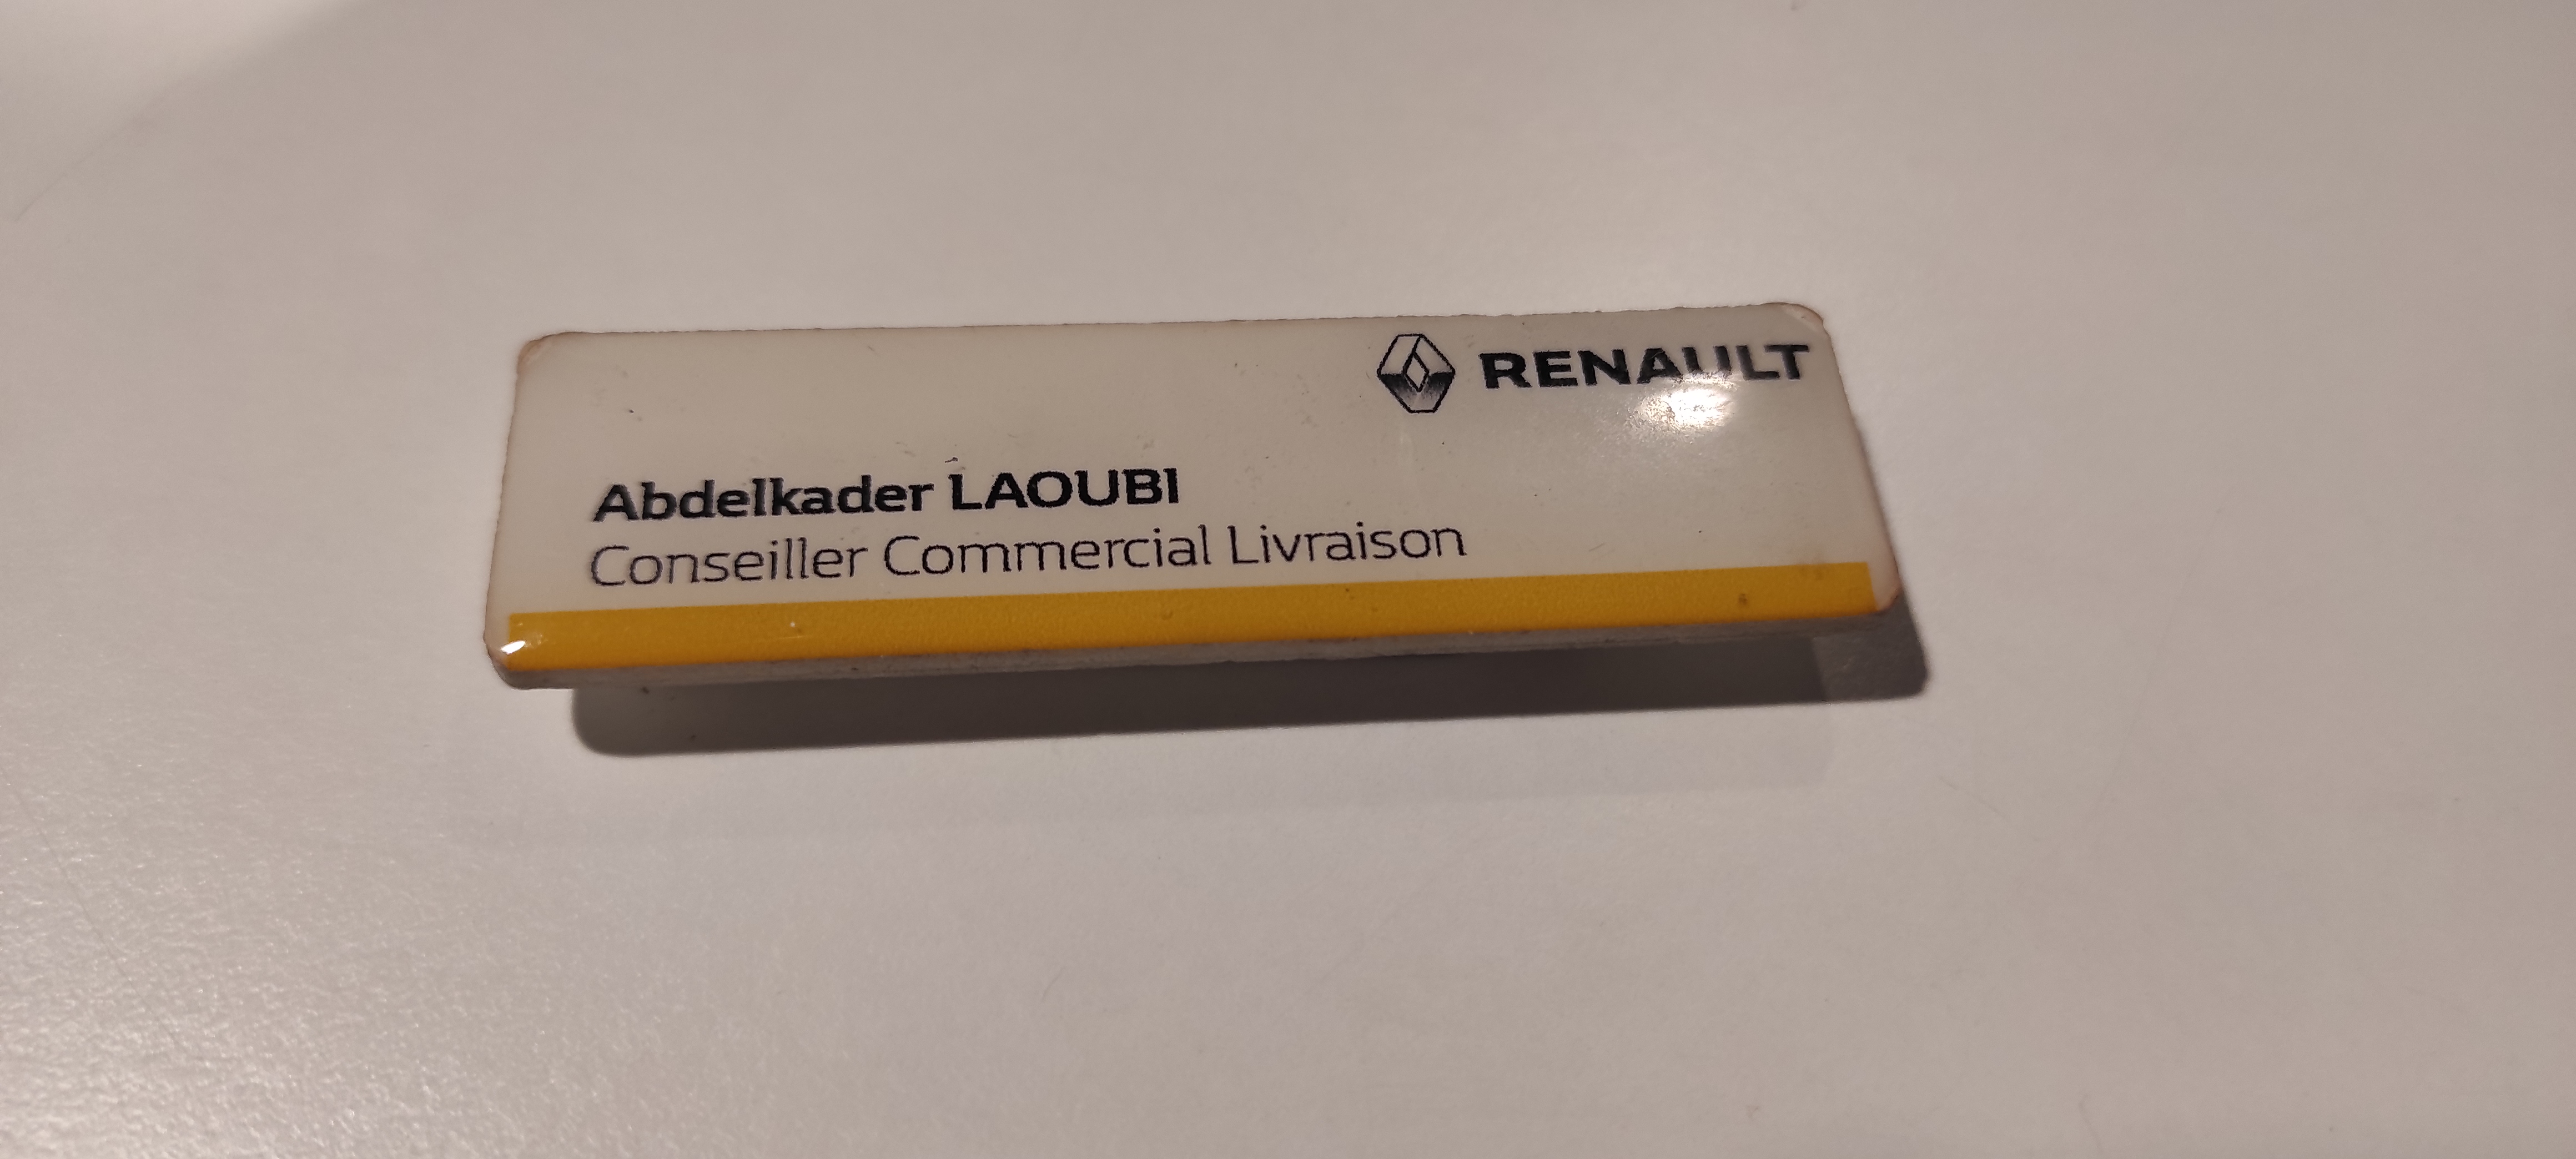 RENAULT
Abdelkader LAOUBI
Conseiller Commercial Livraison